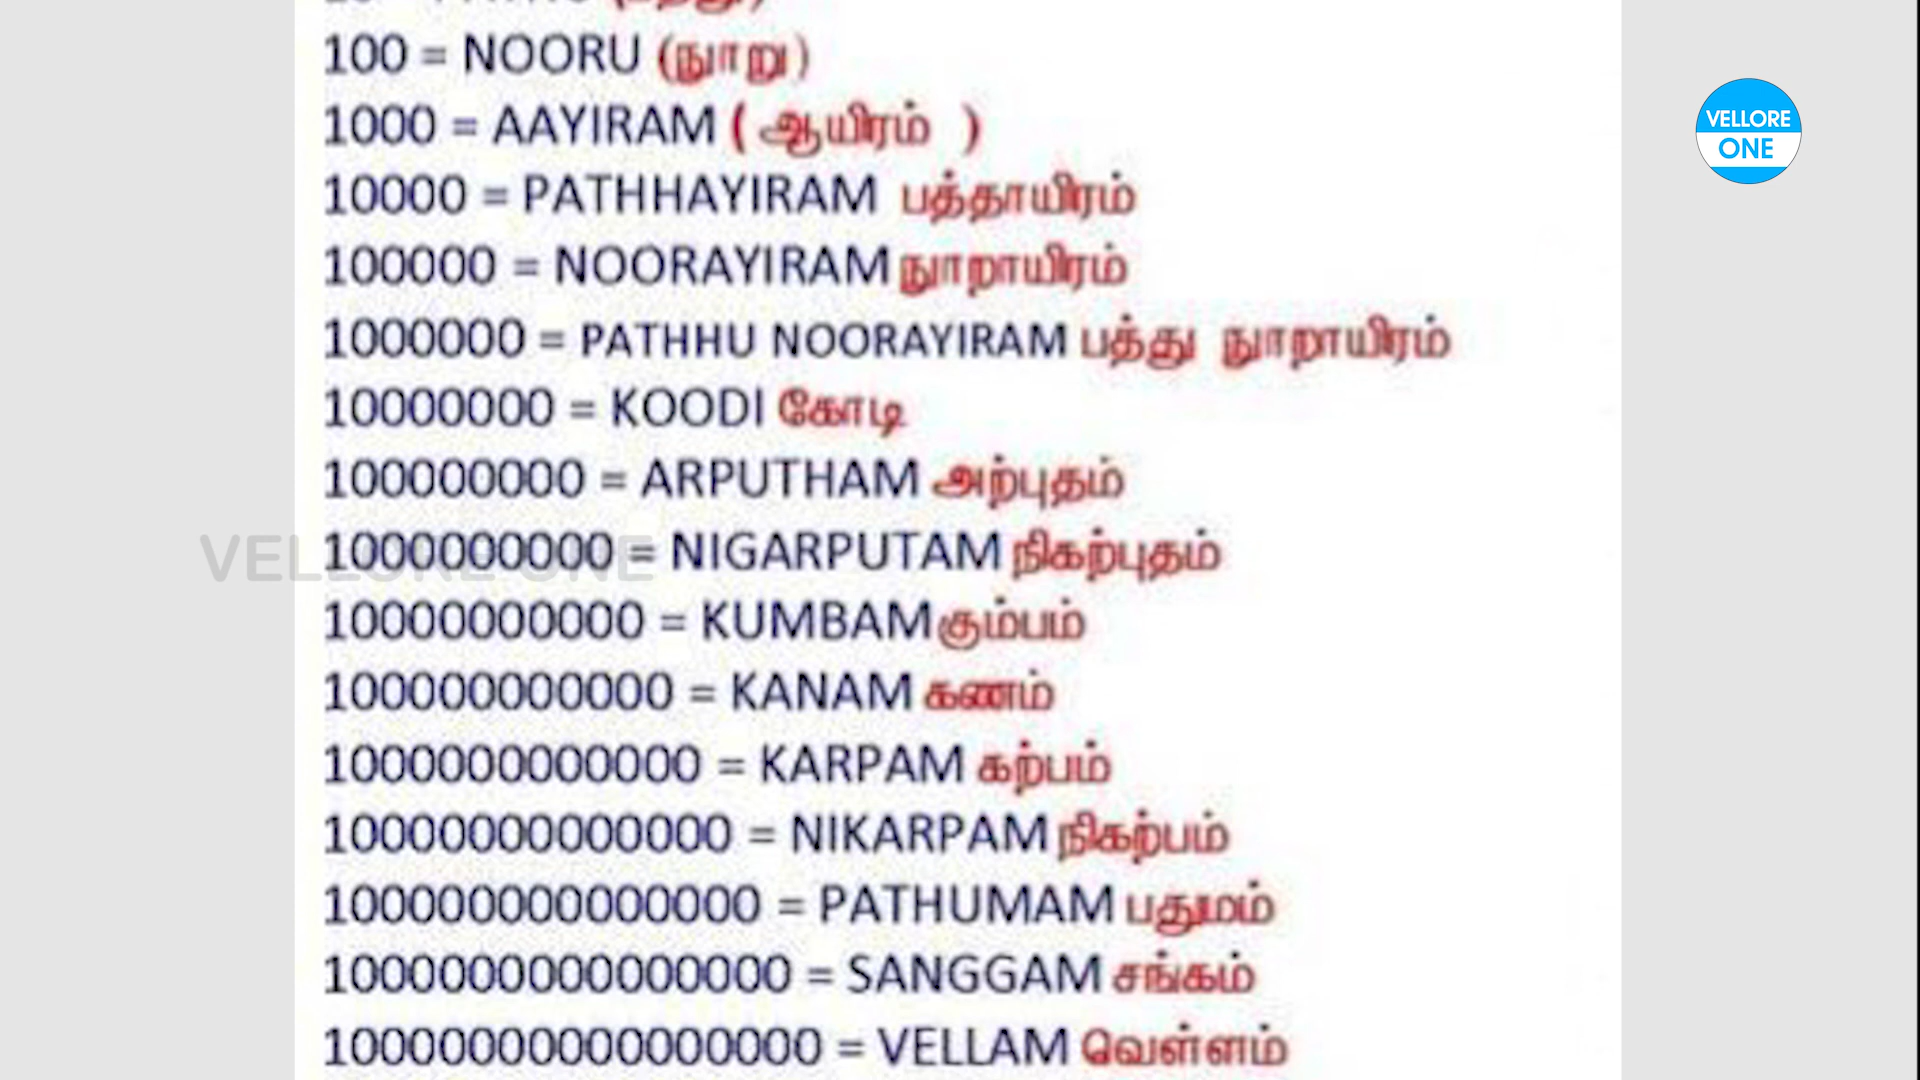 100 = NOORU (நூறு)
1000 = AAYIRAM ( ஆயிரம் )
10000 = PATHHAYIRAM பத்தாயிரம்
100000 = NOORAYIRAM நூறாயிரம்
1000000 = PATHHU NOORAYIRAM பத்து நூறாயிரம்
10000000 = KOODI கோடி
100000000 = ARPUTHAM அற்புதம்
1000000000 = NIGARPUTAM நிகற்புதம்
10000000000 = KUMBAM கும்பம்
100000000000 = KANAM கணம்
1000000000000 = KARPAM கற்பம்
10000000000000 = NIKARPAM நிகற்பம்
100000000000000 = PATHUMAM பதுமம்
1000000000000000 = SANGGAM சங்கம்
10000000000000000 = VELLAM வெள்ளம்
VELLORE ONE
VELLORE
ONE